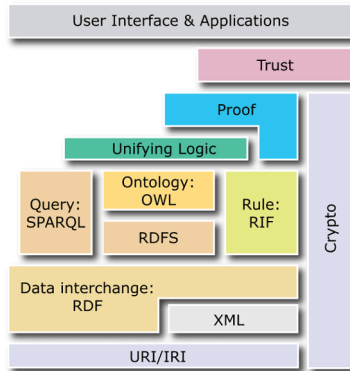 User Interface & Applications
Trust
Proof
Unifying Logic
Query:
SPARQL
Ontology:
OWL
RDFS
Rule:
RIF
Crypto
Data interchange:
RDF
XML
URI/IRI